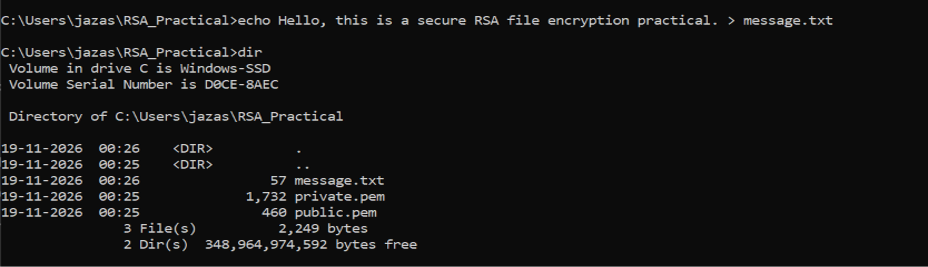 C:\Users\jazas\RSA_Practical>echo Hello, this is a secure RSA file encryption practical. > message.txt
C:\Users\jazas\RSA_Practical>dir
 Volume in drive C is Windows-SSD
 Volume Serial Number is D0CE-8AEC
 Directory of C:\Users\jazas\RSA_Practical
19-11-2026  00:26    <DIR>          .
19-11-2026  00:25    <DIR>          ..
19-11-2026  00:26                57 message.txt
19-11-2026  00:25             1,732 private.pem
19-11-2026  00:25               460 public.pem
               3 File(s)          2,249 bytes
               2 Dir(s)  348,964,974,592 bytes free